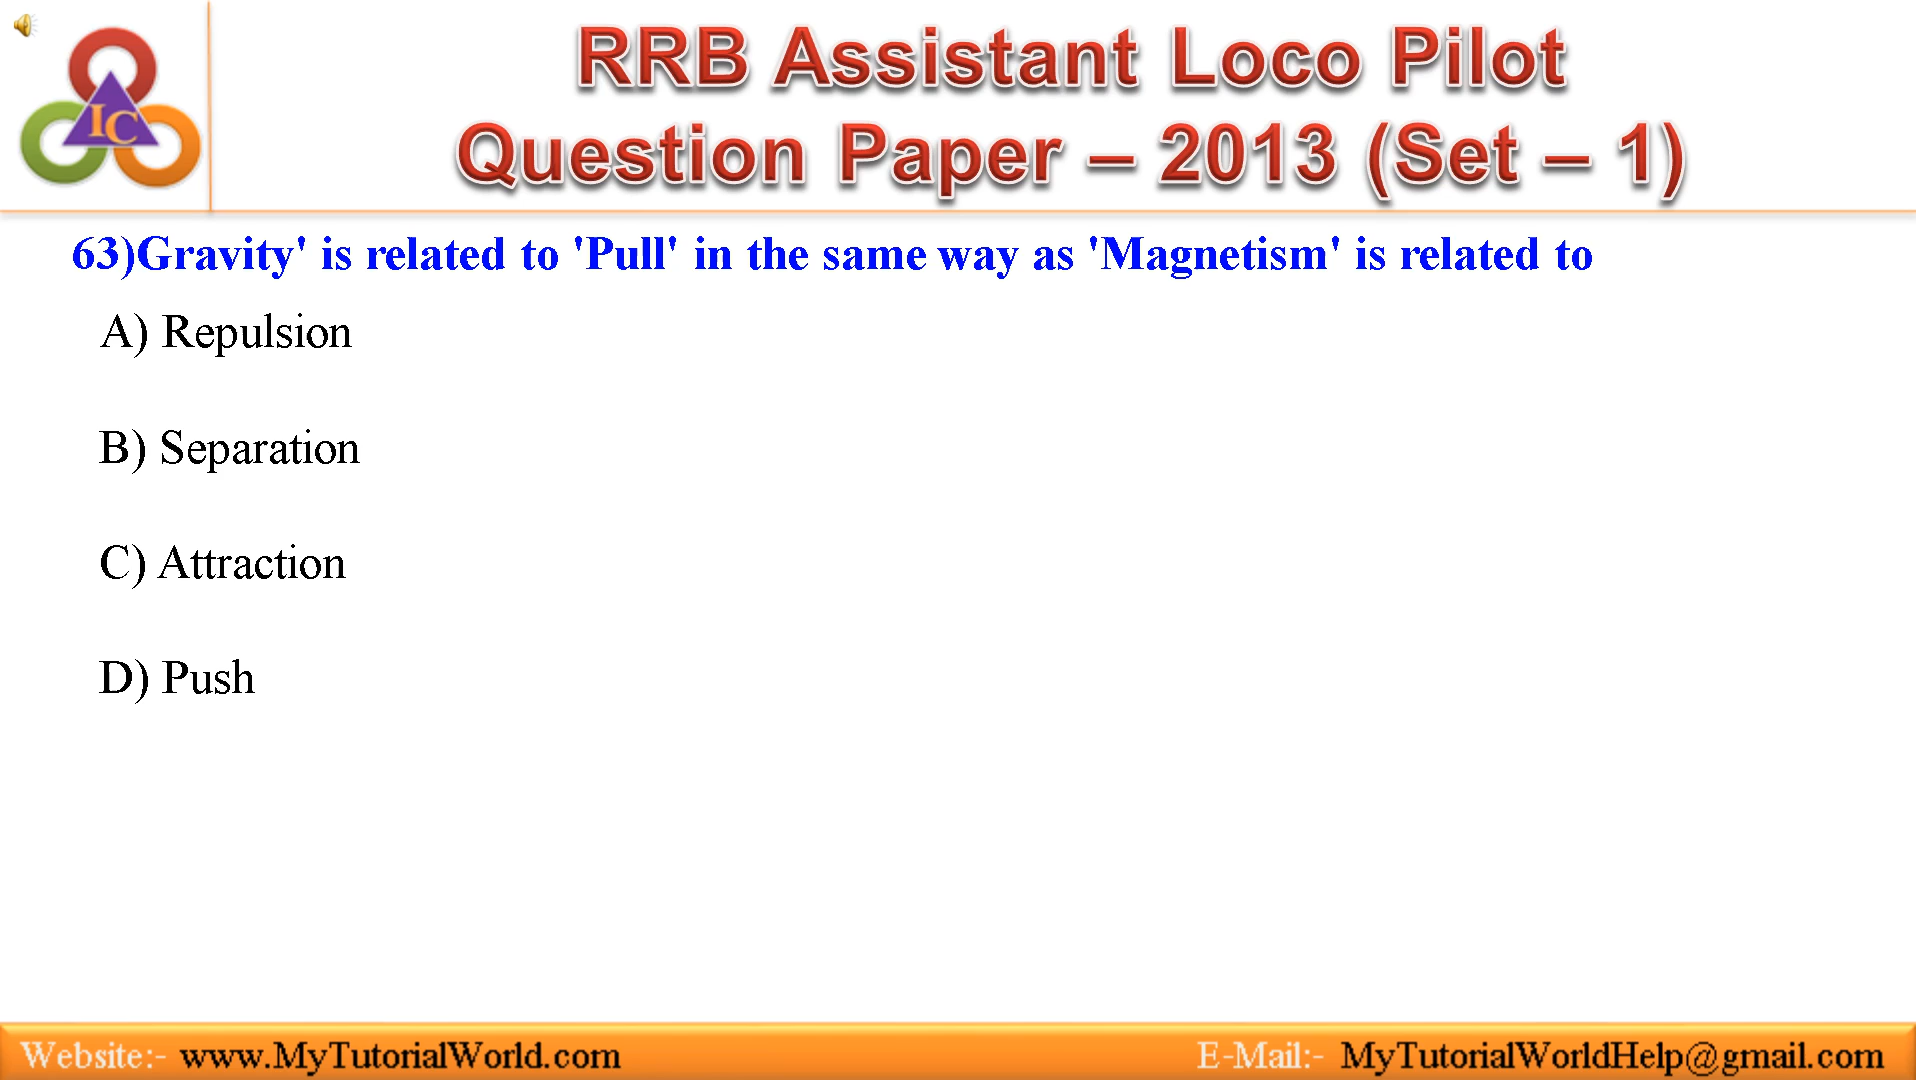 IC
RRB Assistant Loco Pilot
Question Paper – 2013 (Set – 1)
63)Gravity' is related to 'Pull' in the same way as 'Magnetism' is related to
A) Repulsion
B) Separation
C) Attraction
D) Push
Website:- www.MyTutorialWorld.com
E-Mail:- MyTutorialWorldHelp@gmail.com